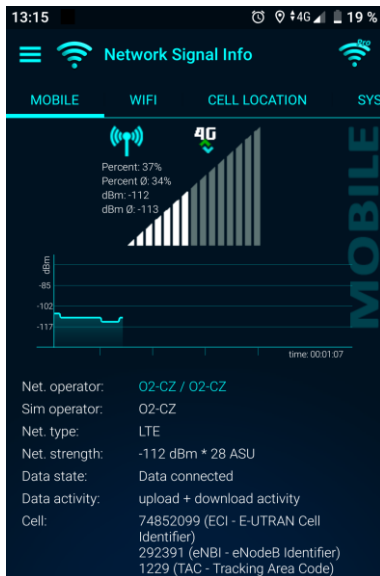 13:15
4G
19 %
Network Signal Info
Pro
MOBILE
WIFI
CELL LOCATION
SYS
4G
Percent: 37%
Percent Ø: 34%
dBm: -112
dBm Ø: -113
MOBILE
dBm
-85
-102
-117
time: 00:01:07
Net. operator: O2-CZ / O2-CZ
Sim operator: O2-CZ
Net. type: LTE
Net. strength: -112 dBm * 28 ASU
Data state: Data connected
Data activity: upload + download activity
Cell: 74852099 (ECI - E-UTRAN Cell
Identifier)
292391 (eNBI - eNodeB Identifier)
1229 (TAC - Tracking Area Code)